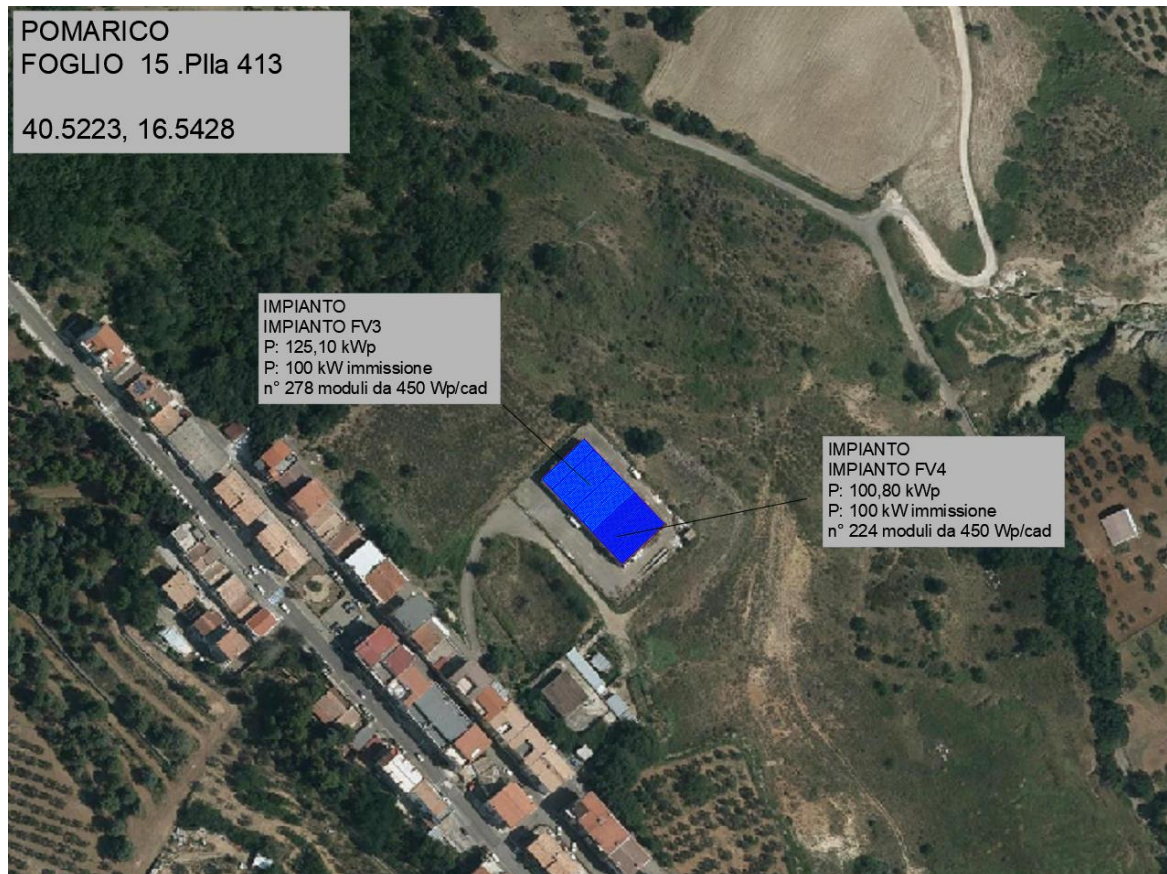 POMARICO
FOGLIO 15 .Plla 413
40.5223, 16.5428
IMPIANTO
IMPIANTO FV3
P: 125,10 kWp
P: 100 kW immissione
n° 278 moduli da 450 Wp/cad
IMPIANTO
IMPIANTO FV4
P: 100,80 kWp
P: 100 kW immissione
n° 224 moduli da 450 Wp/cad